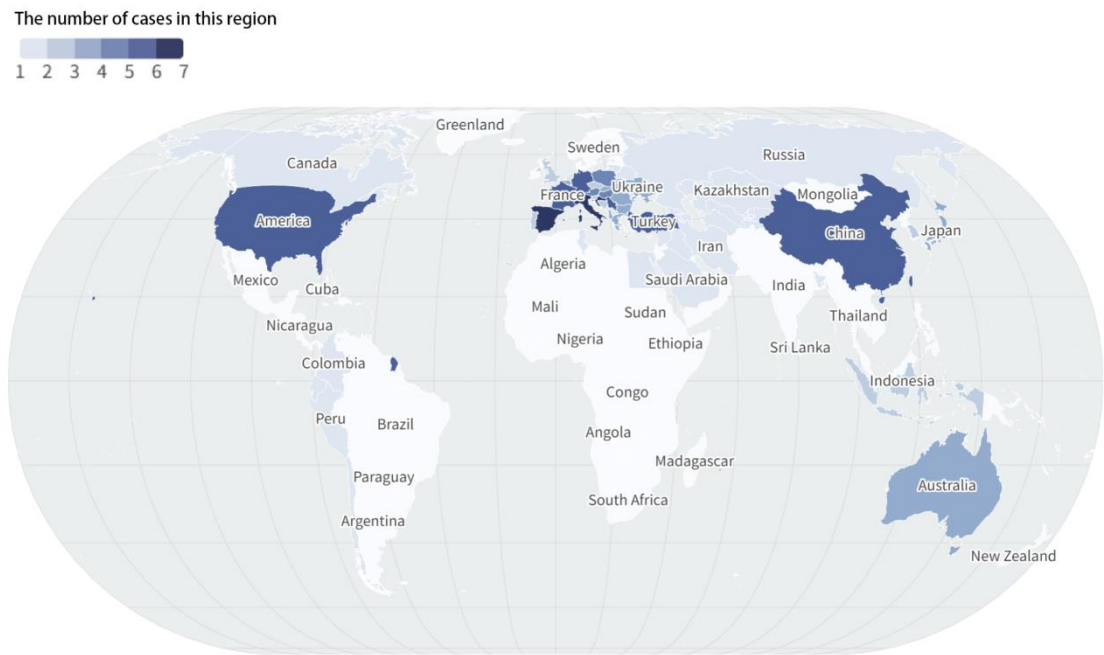 The number of cases in this region
1 2 3 4 5 6 7
Greenland
Sweden
Canada
Russia
France
Ukraine
Kazakhstan
Mongolia
America
Turkey
China
Japan
Iran
Algeria
Mexico
Cuba
Saudi Arabia
India
Mali
Sudan
Thailand
Nicaragua
Nigeria
Ethiopia
Sri Lanka
Colombia
Indonesia
Congo
Peru
Brazil
Angola
Madagascar
Paraguay
Australia
South Africa
Argentina
New Zealand